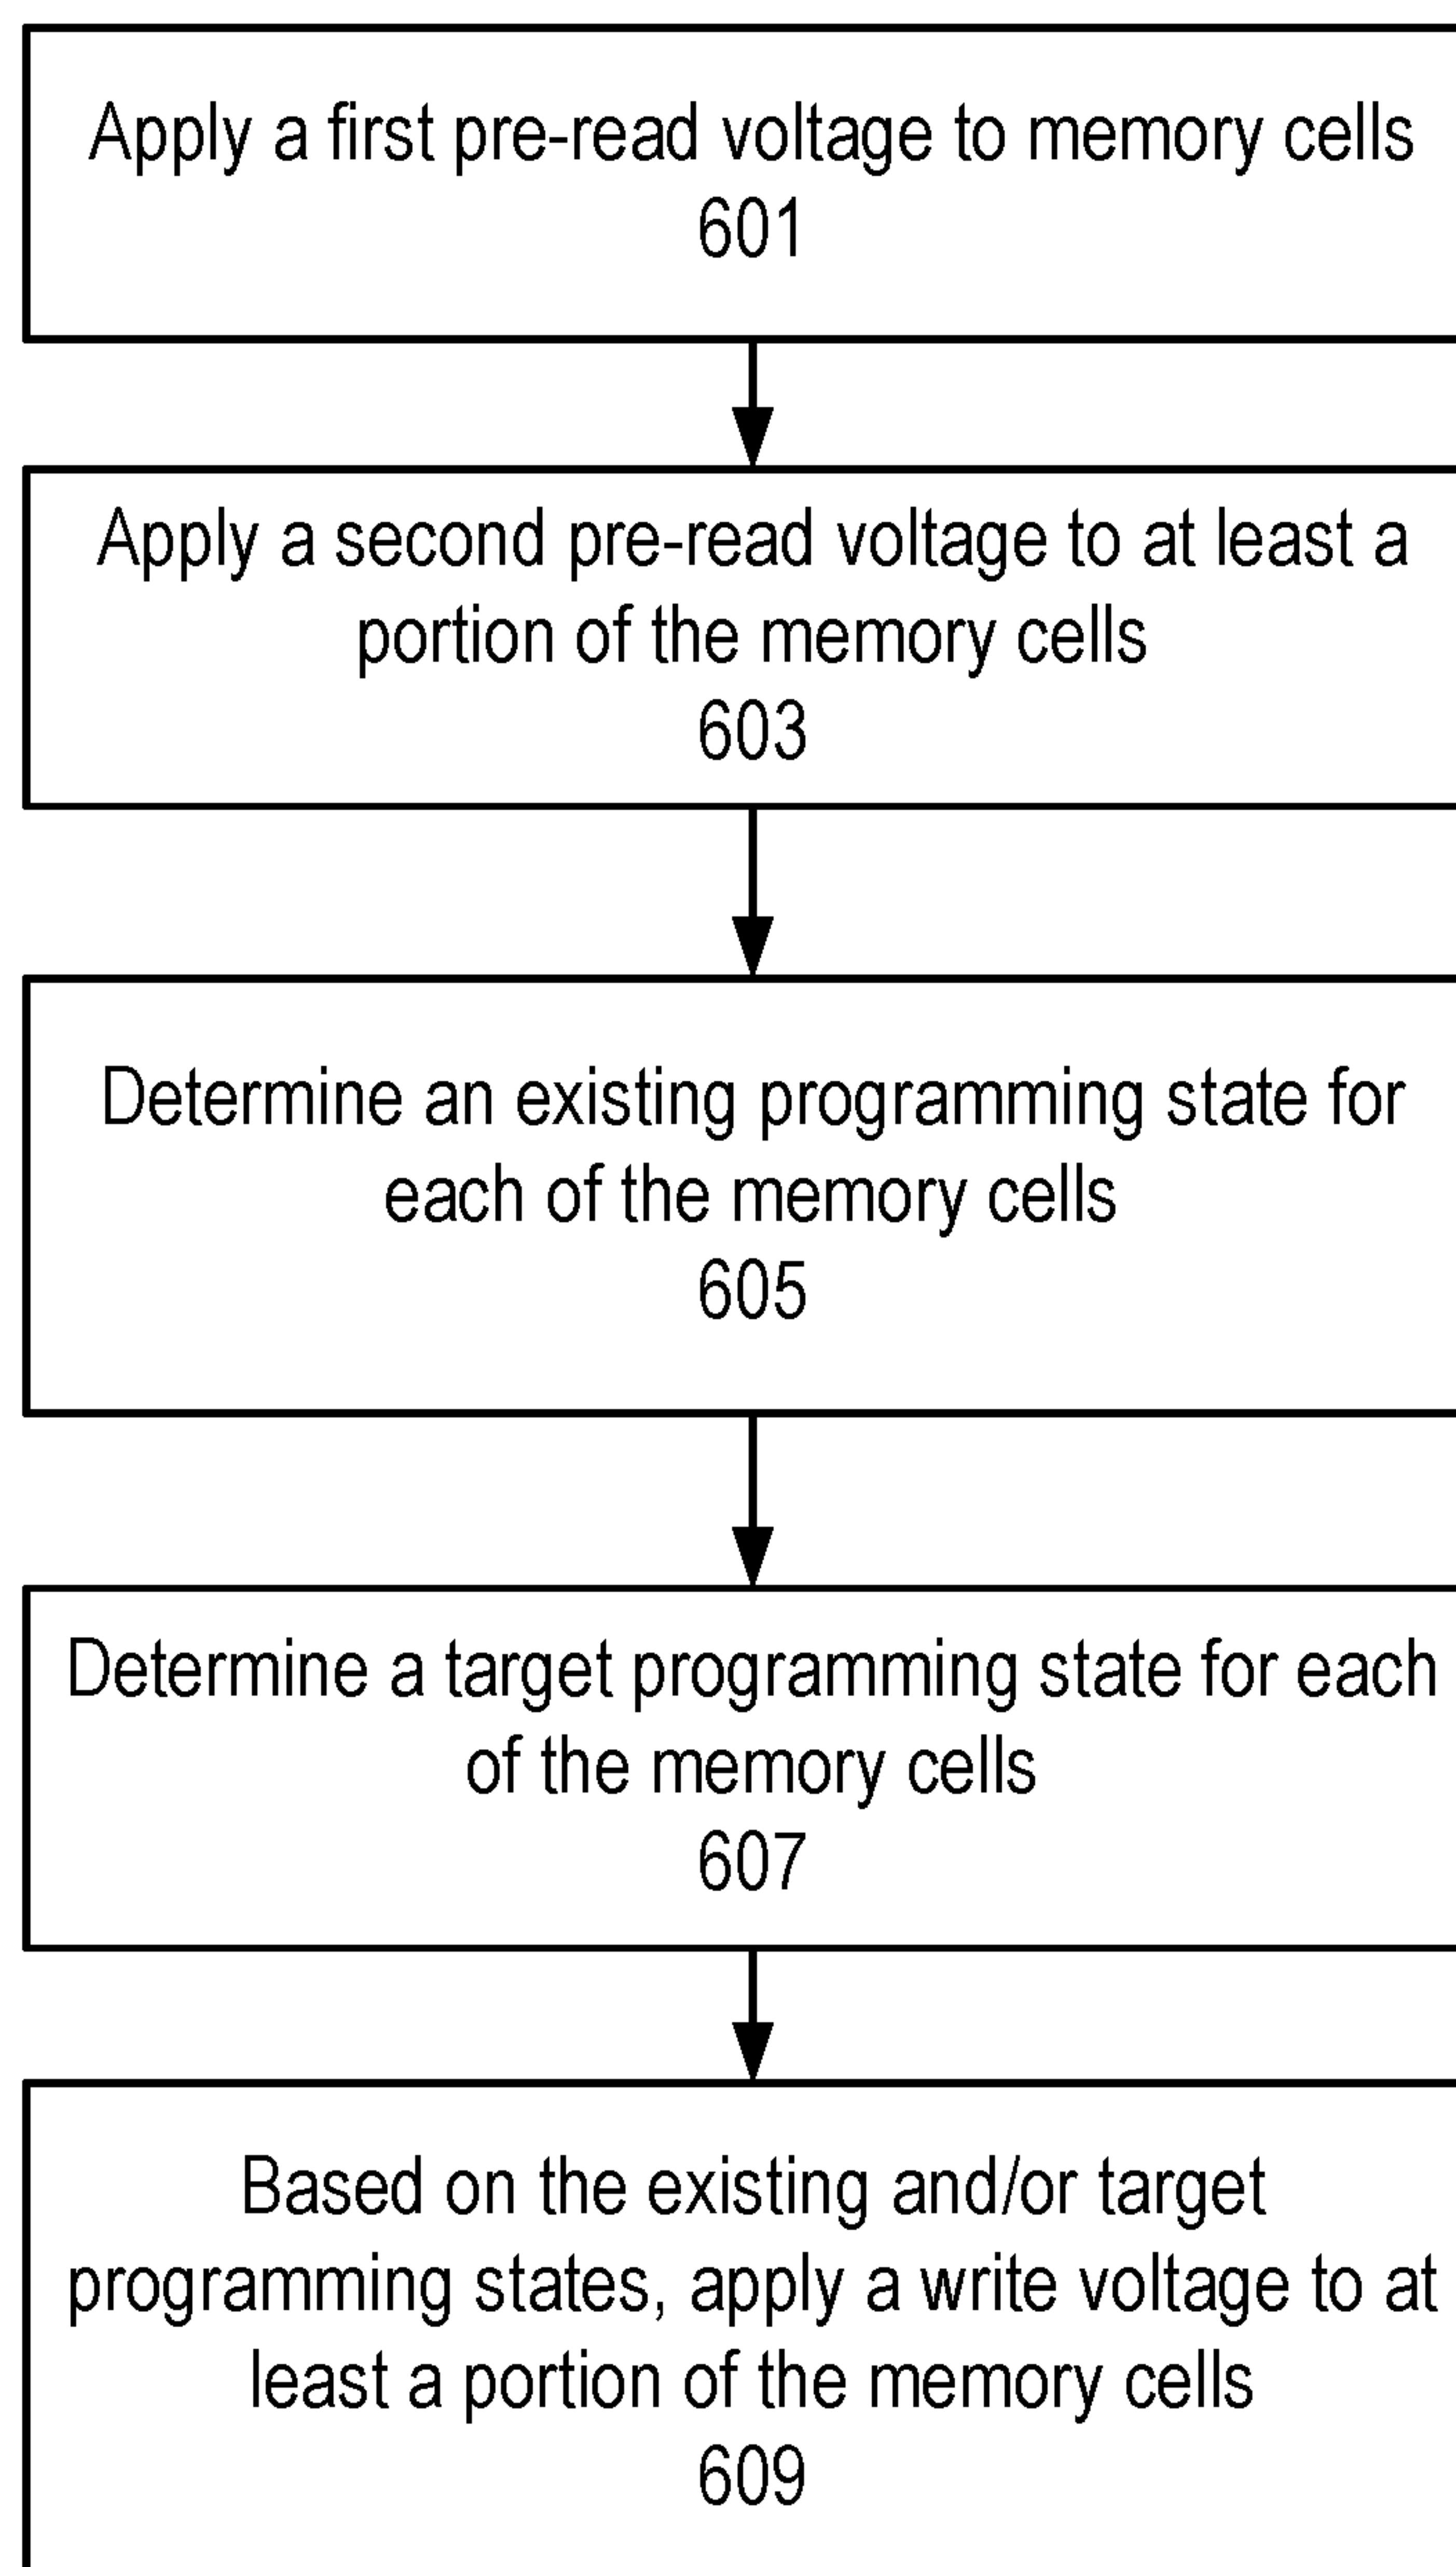 Apply a first pre-read voltage to memory cells
601
Apply a second pre-read voltage to at least a
portion of the memory cells
603
Determine an existing programming state for
each of the memory cells
605
Determine a target programming state for each
of the memory cells
607
Based on the existing and/or target
programming states, apply a write voltage to at
least a portion of the memory cells
609